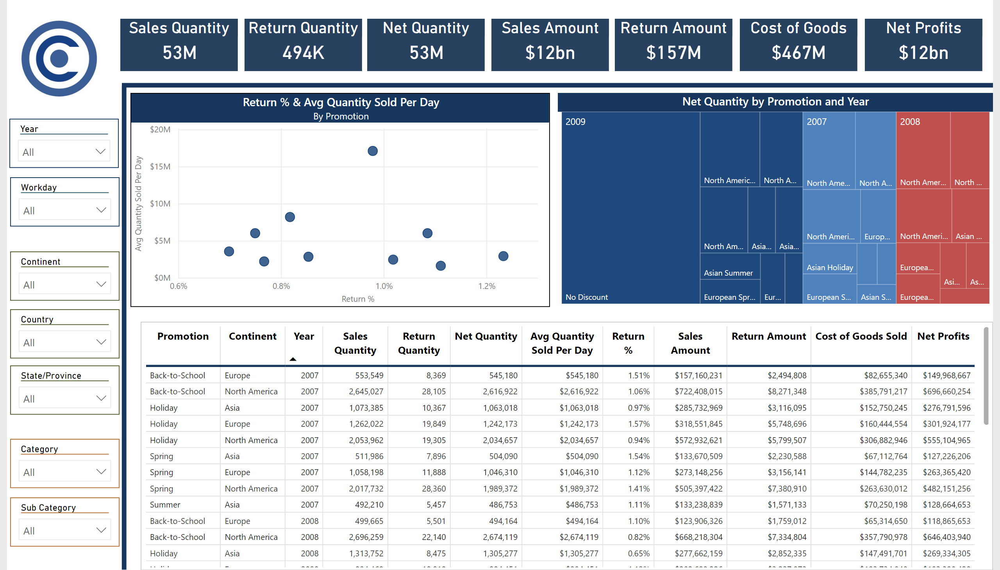 Sales Quantity
53M
Return Quantity
494K
Net Quantity
53M
Sales Amount
$12bn
Return Amount
$157M
Cost of Goods
$467M
Net Profits
$12bn
Year
All
Workday
All
Continent
All
Country
All
State/Province
All
Category
All
Sub Category
All
Return % & Avg Quantity Sold Per Day
By Promotion
Avg Quantity Sold Per Day
$20M
$15M
$10M
$5M
$0M
0.6% 0.8% 1.0% 1.2%
Return %
Net Quantity by Promotion and Year
2009 2007 2008
North Americ... North A... North Ame... North A... North Amer... North ...
North Am... Asia... Asia... North Ameri... Europ... North Ameri... Asian ...
Asian Summer Asian Holiday Europea... Asi... As...
No Discount European Spr... Eur... European S... Asian S... Europea...
Promotion Continent Year Sales Quantity Return Quantity Net Quantity Avg Quantity Sold Per Day Return % Sales Amount Return Amount Cost of Goods Sold Net Profits
Back-to-School Europe 2007 553,549 8,369 545,180 $545,180 1.51% $157,160,231 $2,494,808 $82,655,340 $149,968,667
Back-to-School North America 2007 2,645,027 28,105 2,616,922 $2,616,922 1.06% $722,408,015 $8,271,348 $385,791,217 $696,660,254
Holiday Asia 2007 1,073,385 10,367 1,063,018 $1,063,018 0.97% $285,732,969 $3,116,095 $152,750,245 $276,791,596
Holiday Europe 2007 1,262,022 19,849 1,242,173 $1,242,173 1.57% $318,551,845 $5,748,696 $160,444,554 $301,924,177
Holiday North America 2007 2,053,962 19,305 2,034,657 $2,034,657 0.94% $572,932,621 $5,799,507 $306,882,946 $555,104,965
Spring Asia 2007 511,986 7,896 504,090 $504,090 1.54% $133,670,509 $2,230,588 $67,112,764 $127,226,206
Spring Europe 2007 1,058,198 11,888 1,046,310 $1,046,310 1.12% $273,148,256 $3,156,141 $144,782,235 $263,365,420
Spring North America 2007 2,017,732 28,360 1,989,372 $1,989,372 1.41% $505,397,422 $7,380,910 $263,630,012 $482,151,256
Summer Asia 2007 492,210 5,457 486,753 $486,753 1.11% $133,238,839 $1,571,133 $70,250,198 $128,664,653
Back-to-School Europe 2008 499,665 5,501 494,164 $494,164 1.10% $123,906,326 $1,759,012 $65,314,650 $118,865,653
Back-to-School North America 2008 2,696,259 22,140 2,674,119 $2,674,119 0.82% $668,218,304 $7,334,804 $357,790,978 $646,403,940
Holiday Asia 2008 1,313,752 8,475 1,305,277 $1,305,277 0.65% $277,662,159 $2,852,335 $147,491,701 $269,334,305